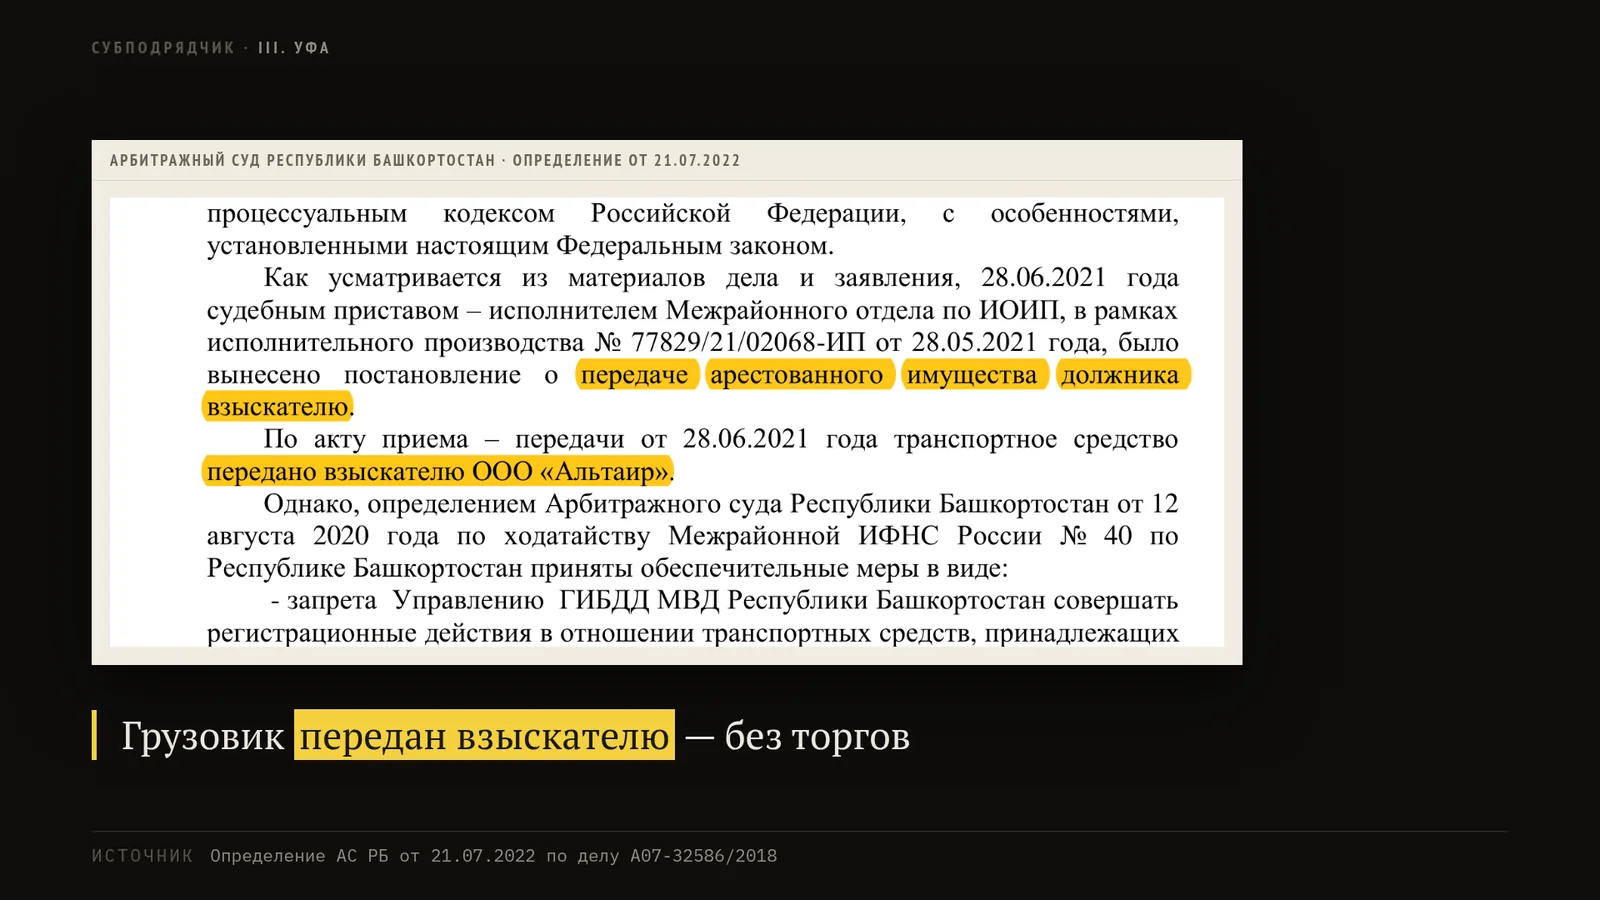 СУБПОДРЯДЧИК · III. УФА
АРБИТРАЖНЫЙ СУД РЕСПУБЛИКИ БАШКОРТОСТАН · ОПРЕДЕЛЕНИЕ ОТ 21.07.2022
процессуальным кодексом Российской Федерации, с особенностями,
установленными настоящим Федеральным законом.
Как усматривается из материалов дела и заявления, 28.06.2021 года
судебным приставом – исполнителем Межрайонного отдела по ИОИП, в рамках
исполнительного производства № 77829/21/02068-ИП от 28.05.2021 года, было
вынесено постановление о передаче арестованного имущества должника
взыскателю.
По акту приема – передачи от 28.06.2021 года транспортное средство
передано взыскателю ООО «Альтаир».
Однако, определением Арбитражного суда Республики Башкортостан от 12
августа 2020 года по ходатайству Межрайонной ИФНС России № 40 по
Республике Башкортостан приняты обеспечительные меры в виде:
- запрета Управлению ГИБДД МВД Республики Башкортостан совершать
регистрационные действия в отношении транспортных средств, принадлежащих
Грузовик передан взыскателю — без торгов
ИСТОЧНИК Определение АС РБ от 21.07.2022 по делу А07-32586/2018